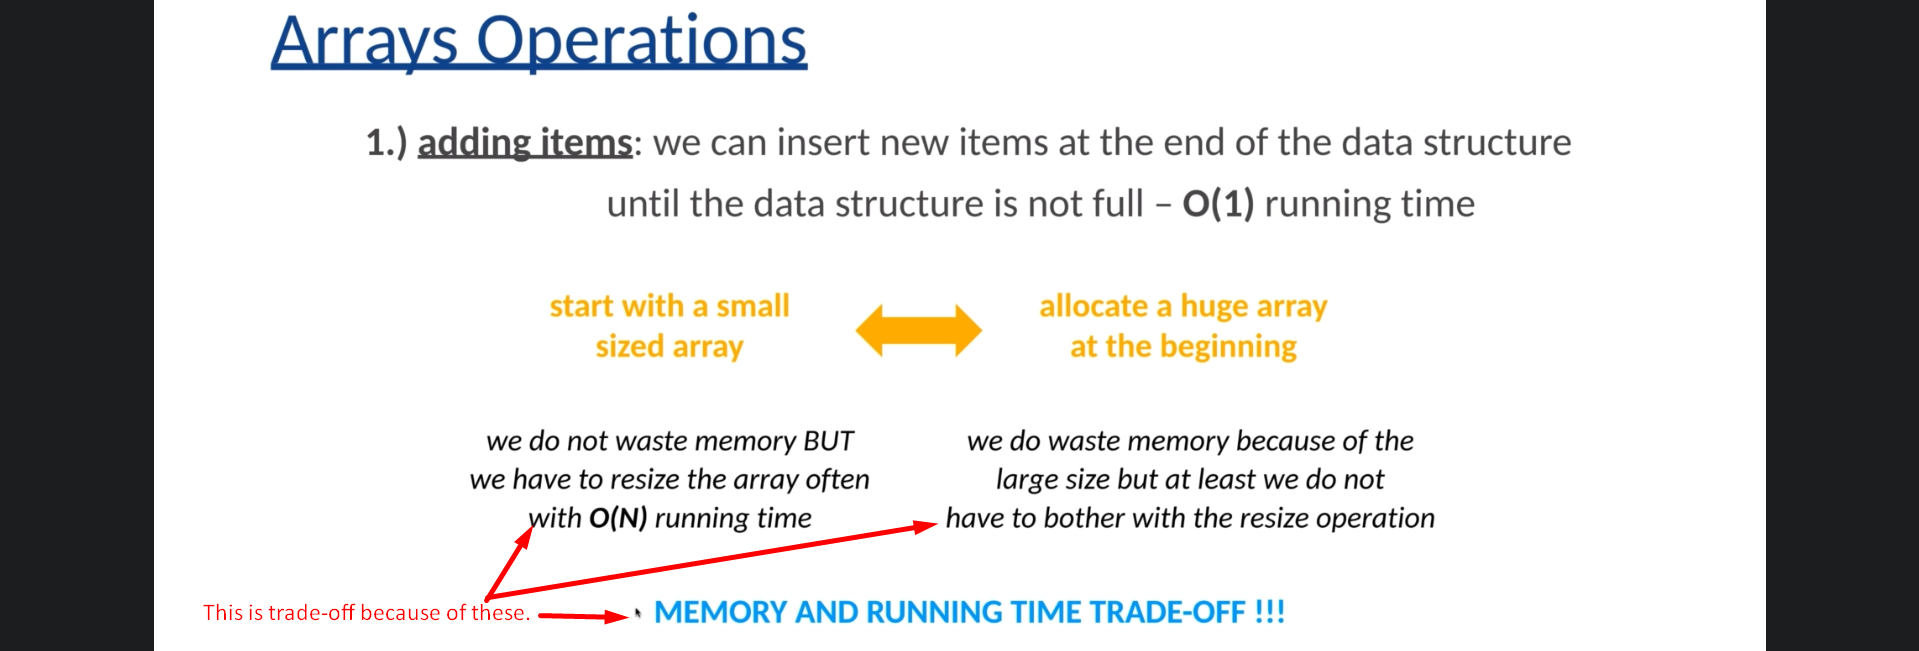 Arrays Operations
1.) adding items: we can insert new items at the end of the data structure
until the data structure is not full – O(1) running time
start with a small
sized array
allocate a huge array
at the beginning
we do not waste memory BUT
we have to resize the array often
with O(N) running time
we do waste memory because of the
large size but at least we do not
have to bother with the resize operation
This is trade-off because of these.
MEMORY AND RUNNING TIME TRADE-OFF !!!